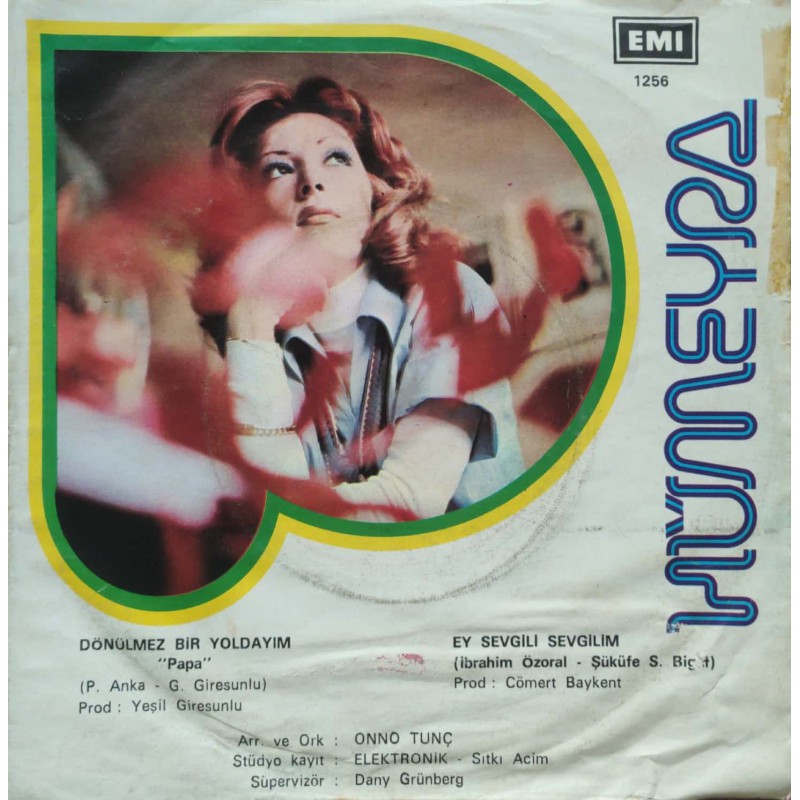 EMI
1256
HÜMEYRA
DÖNÜLMEZ BİR YOLDAYIM
"Papa"
(P. Anka - G. Giresunlu)
Prod : Yeşil Giresunlu
EY SEVGİLİ SEVGİLİM
(İbrahim Özoral - Şüküfe S.
Prod : Cömert Baykent
Arr. ve Ork : ONNO TUNÇ
Stüdyo kayıt : ELEKTRONİK - Sıtkı Acim
Süpervizör : Dany Grünberg